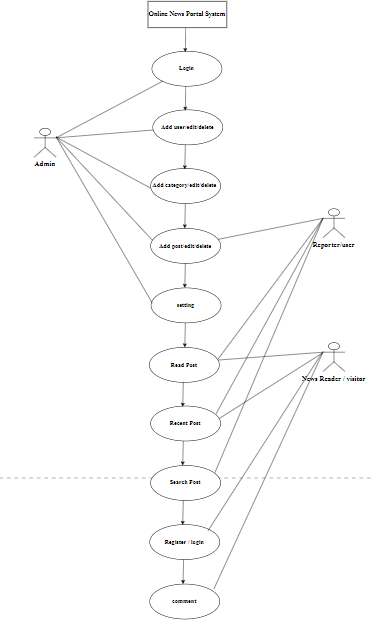 Online News Portal System
Login
Add user/edit/delete
Admin
Add category/edit/delete
Add post/edit/delete
Reporter/user
setting
Read Post
News Reader / visitor
Recent Post
Search Post
Register / login
comment